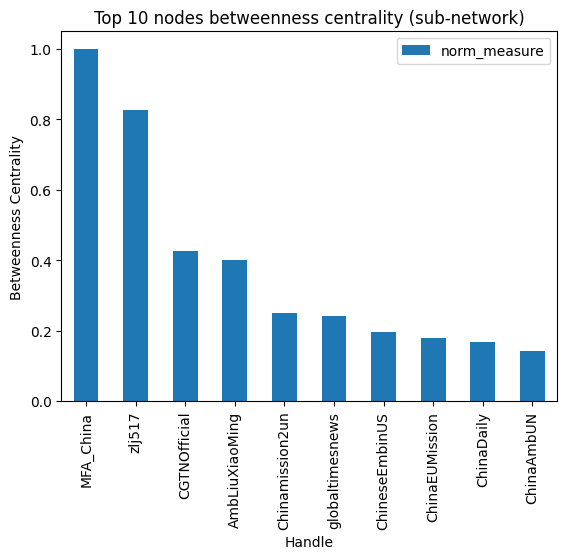 Top 10 nodes betweenness centrality (sub-network)
norm_measure
Betweenness Centrality
1.0
0.8
0.6
0.4
0.2
0.0
MFA_China
zlj517
CGTNOfficial
AmbLiuXiaoMing
Chinamission2un
globaltimesnews
ChineseEmbinUS
ChinaEUMission
ChinaDaily
ChinaAmbUN
Handle